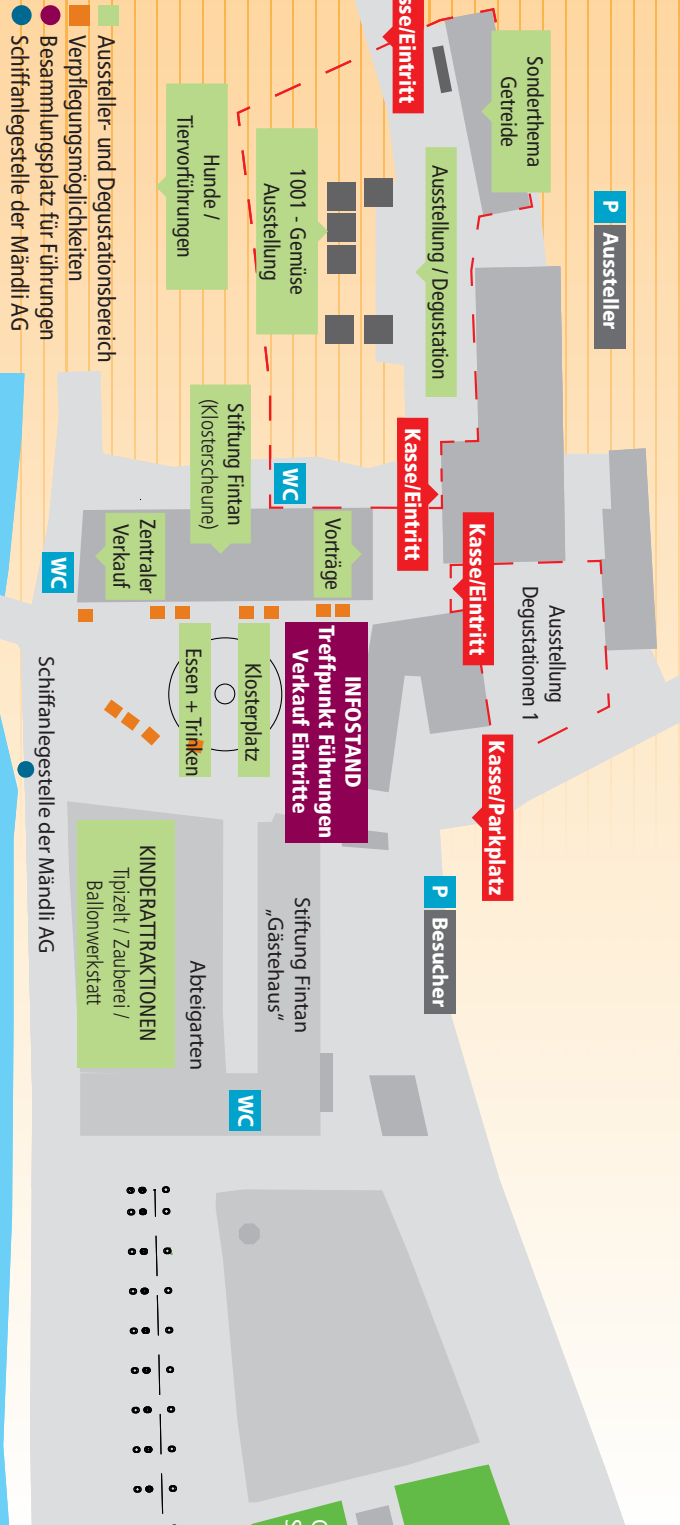 Aussteller- und Degustationsbereich
Verpflegungsmöglichkeiten
Besammlungsplatz für Führungen
Schiffanlegestelle der Mändli AG
P Aussteller
Sonderthema
Getreide
Ausstellung / Degustation
1001 - Gemüse
Ausstellung
Hunde /
Tiervorführungen
Kasse/Eintritt
Kasse/Eintritt
Ausstellung
Degustationen 1
WC
Stiftung Fintan
(Klosterscheune)
Vorträge
Zentraler
Verkauf
WC
INFOSTAND
Treffpunkt Führungen
Verkauf Eintritte
Klosterplatz
Essen + Trinken
Schiffanlegestelle der Mändli AG
Kasse/Parkplatz
P Besucher
Stiftung Fintan
„Gästehaus“
Abteigarten
KINDERATTRAKTIONEN
Tipizelt / Zauberei /
Ballonwerkstatt
WC